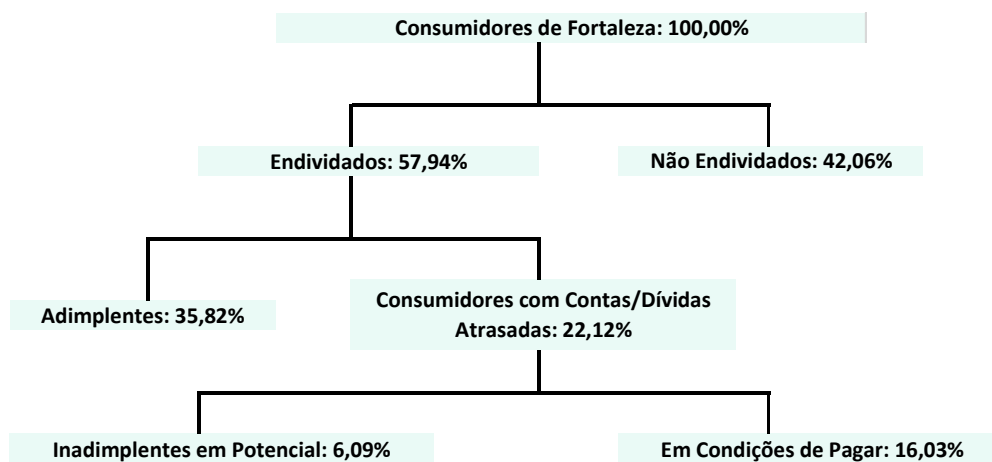 Consumidores de Fortaleza: 100,00%
Endividados: 57,94%
Não Endividados: 42,06%
Adimplentes: 35,82%
Consumidores com Contas/Dívidas
Atrasadas: 22,12%
Inadimplentes em Potencial: 6,09%
Em Condições de Pagar: 16,03%